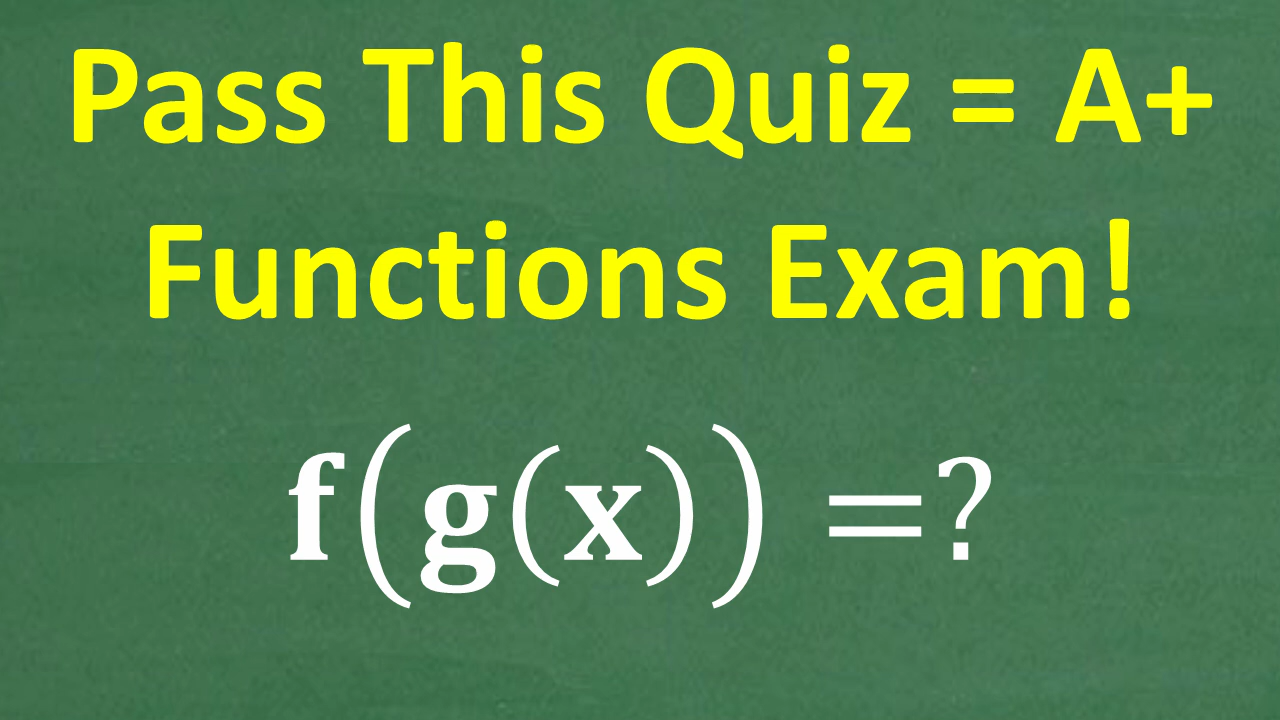 Pass This Quiz = A+
Functions Exam!
f(g(x)) =?